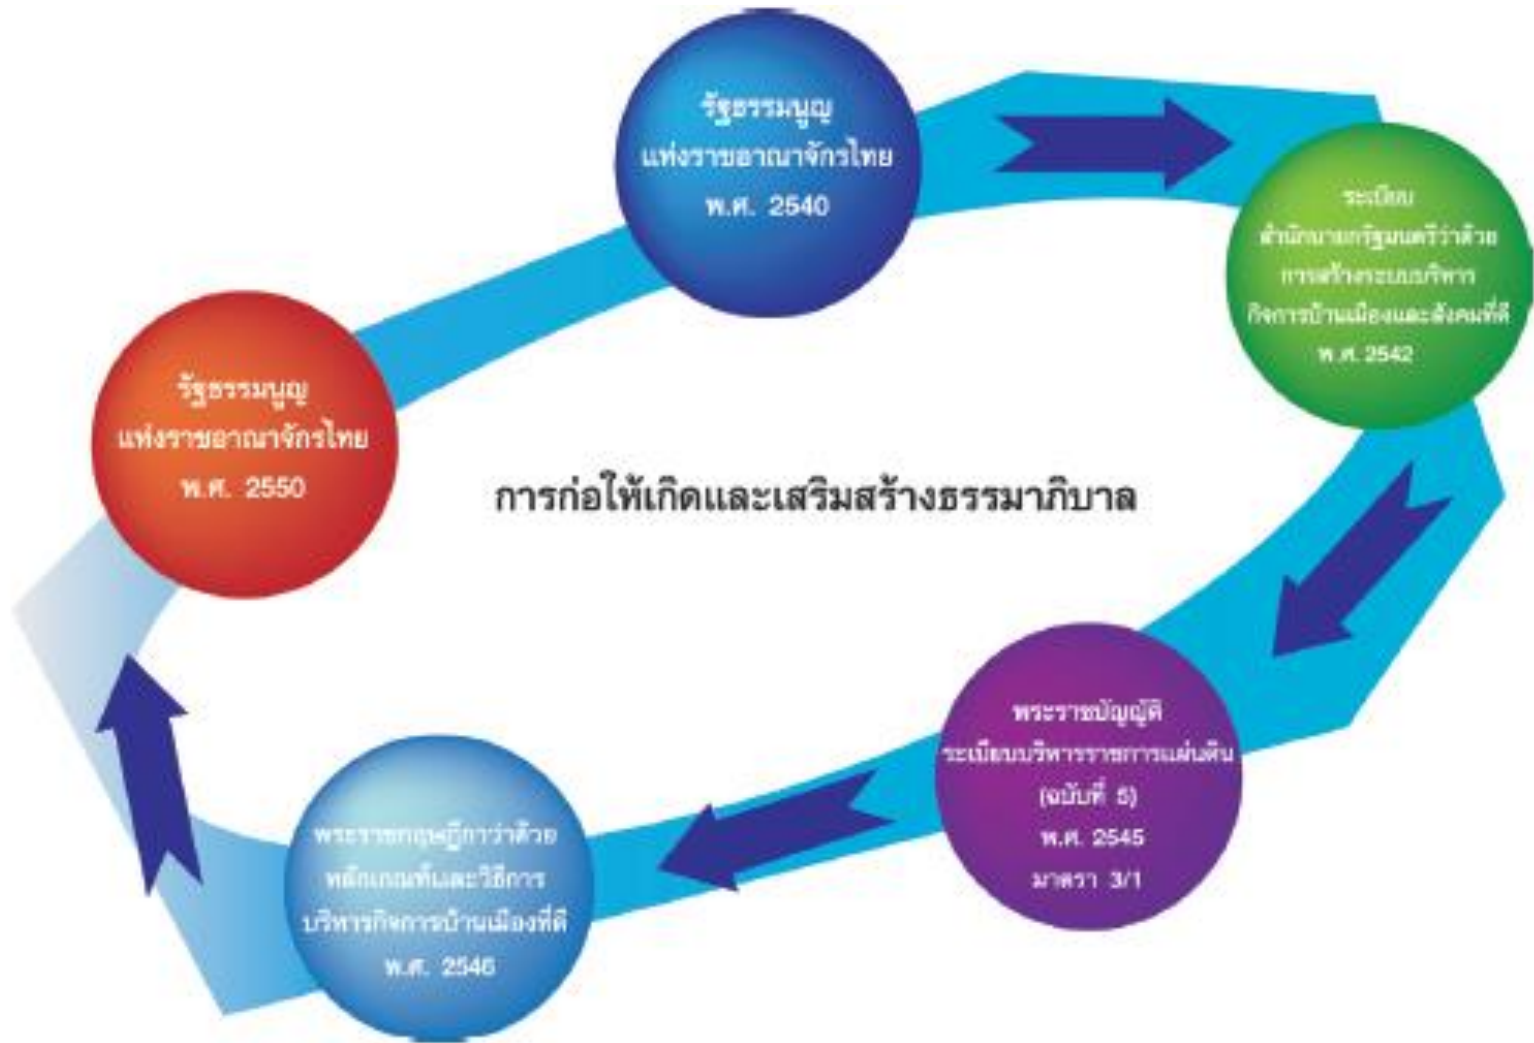 รัฐธรรมนูญ
แห่งราชอาณาจักรไทย
พ.ศ. 2540
ระเบียบ
สำนักนายกรัฐมนตรีว่าด้วย
การสร้างระบบบริหาร
กิจการบ้านเมืองและสังคมที่ดี
พ.ศ. 2542
รัฐธรรมนูญ
แห่งราชอาณาจักรไทย
พ.ศ. 2550
การก่อให้เกิดและเสริมสร้างธรรมาภิบาล
พระราชบัญญัติ
ระเบียบบริหารราชการแผ่นดิน
(ฉบับที่ 5)
พ.ศ. 2545
มาตรา 3/1
พระราชกฤษฎีกาว่าด้วย
หลักเกณฑ์และวิธีการ
บริหารกิจการบ้านเมืองที่ดี
พ.ศ. 2546